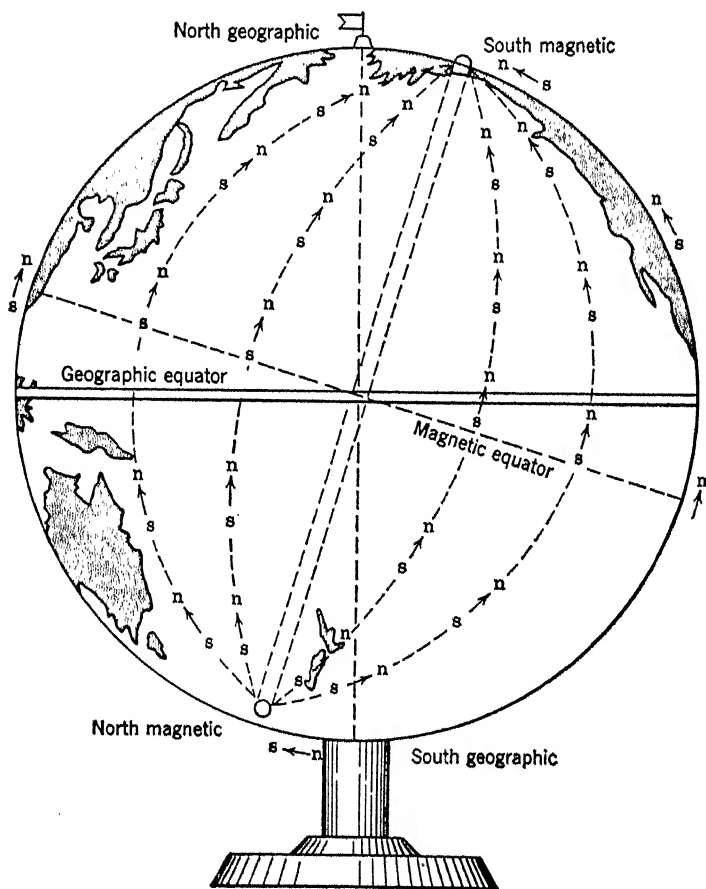 North geographic
South magnetic
n s
n n
s n n
s
n s s
s n n n
s s
n n n n
s n s s
s
s
Geographic equator
n
s n
Magnetic equator
n s
n n
s s n
s n
n n
s n
s s
n
s s
North magnetic
s n
South geographic